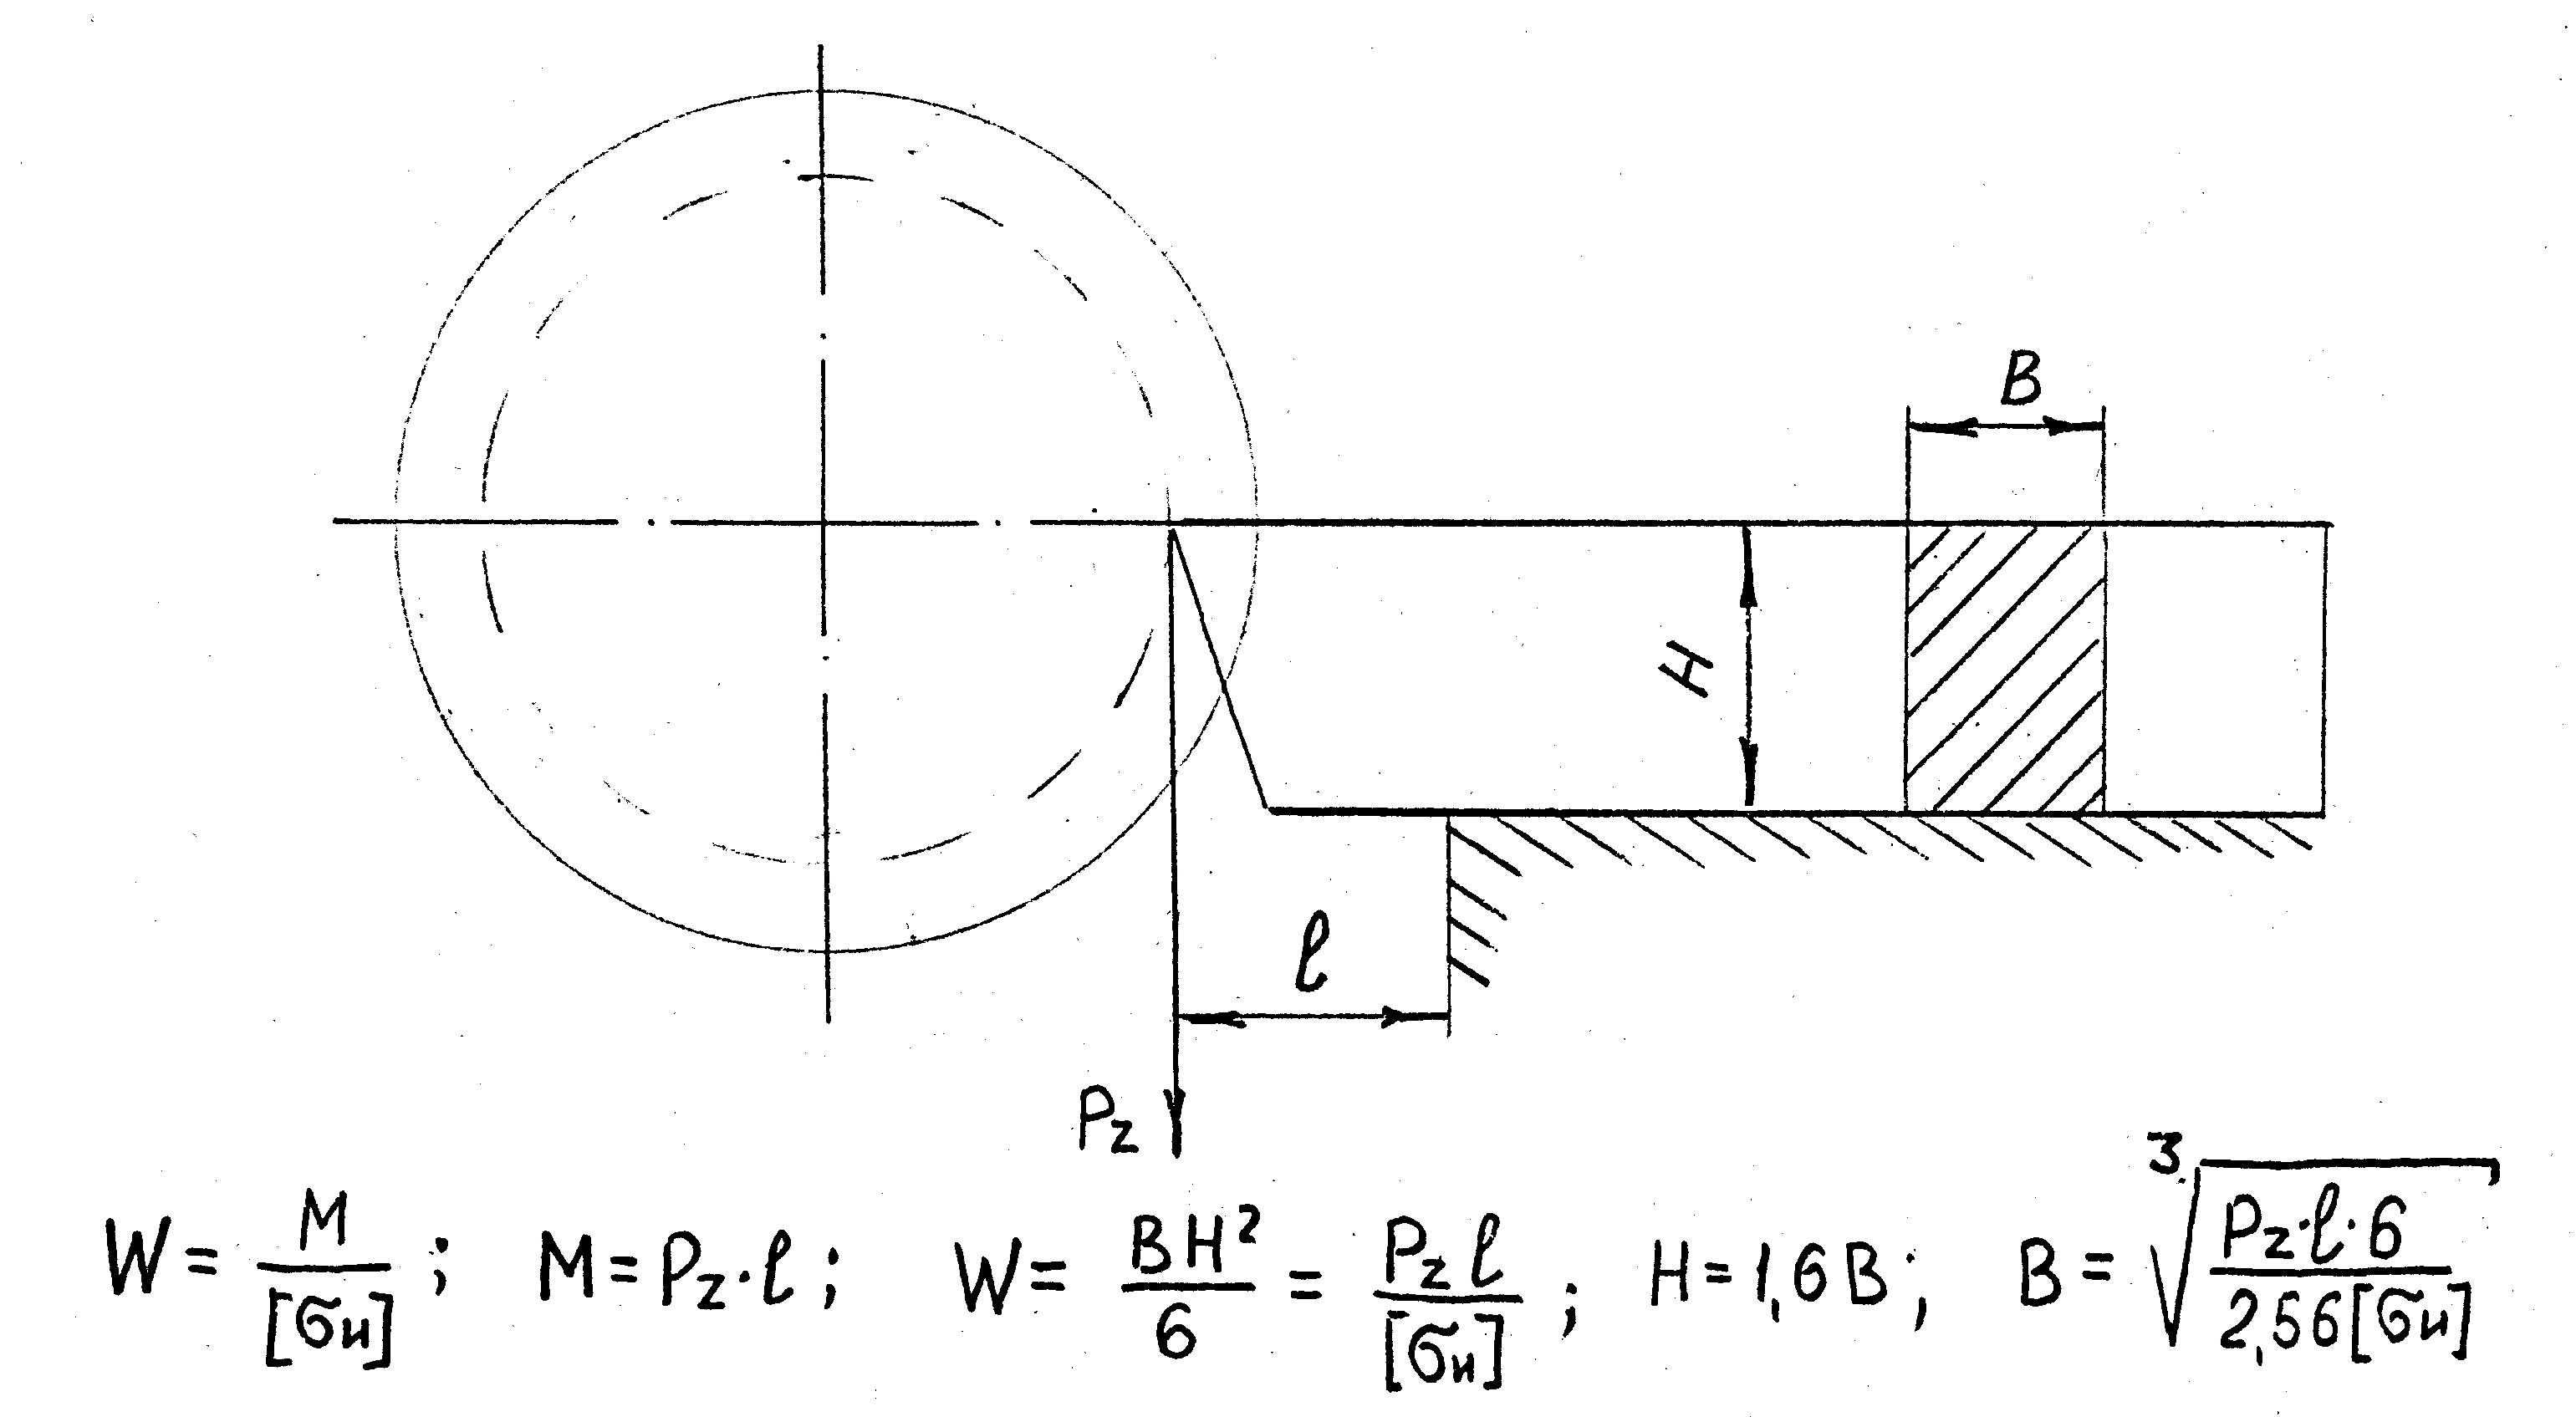 B
H
l
Pz
W = M/[σи]; M = Pz·l; W = BH²/6 = Pz l/[σи]; H = 1,6 B; B = ∛(Pz·l·6/2,56[σи])